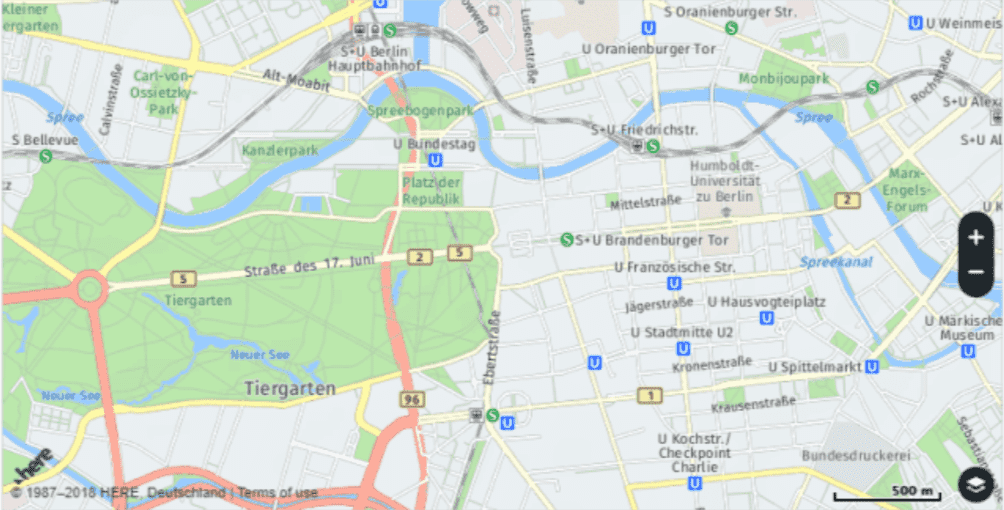 Kleiner
ergarten
Carl-von-
Ossietzky-
Park
Calvinstraße
Alt-Moabit
S+U Berlin
Hauptbahnhof
Luisenstraße
S Oranienburger Str.
U Oranienburger Tor
U Weinmeis
Monbijoupark
Rochstraße
S+U Alexa
S+U Al
Spree
S Bellevue
Kanzlerpark
Spreebogenpark
U Bundestag
Platz der
Republik
S+U Friedrichstr.
Spree
Humboldt-
Universität
zu Berlin
Mittelstraße
2
Marx-
Engels-
Forum
U K
S+U Brandenburger Tor
Spreekanal
5
Straße des 17. Juni
2
5
Tiergarten
U Französische Str.
Jägerstraße
U Hausvogteiplatz
U Stadtmitte U2
Kronenstraße
U Spittelmarkt
U Märkische
Museum
Neuer See
Neuer See
Tiergarten
Ebertstraße
96
1
Krausenstraße
U Kochstr./
Checkpoint
Charlie
Bundesdruckerei
Sebastian
here
© 1987–2018 HERE, Deutschland | Terms of use
500 m